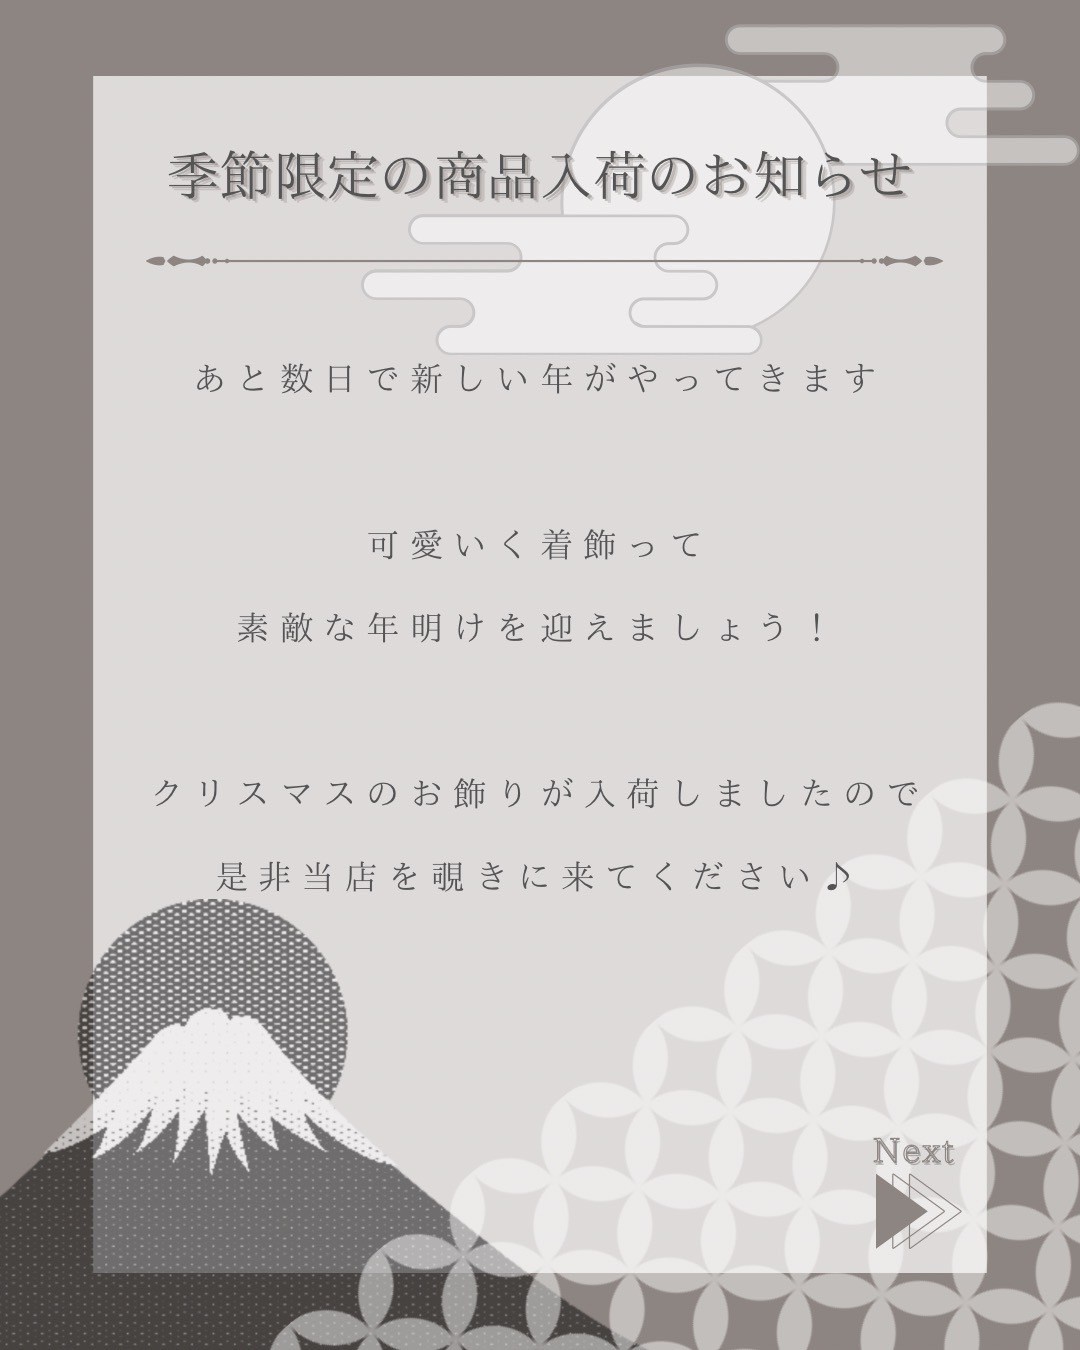 季節限定の商品入荷のお知らせ
あと数日で新しい年がやってきます
可愛いく着飾って
素敵な年明けを迎えましょう！
クリスマスのお飾りが入荷しましたので
是非当店を覗きに来てください♪
Next